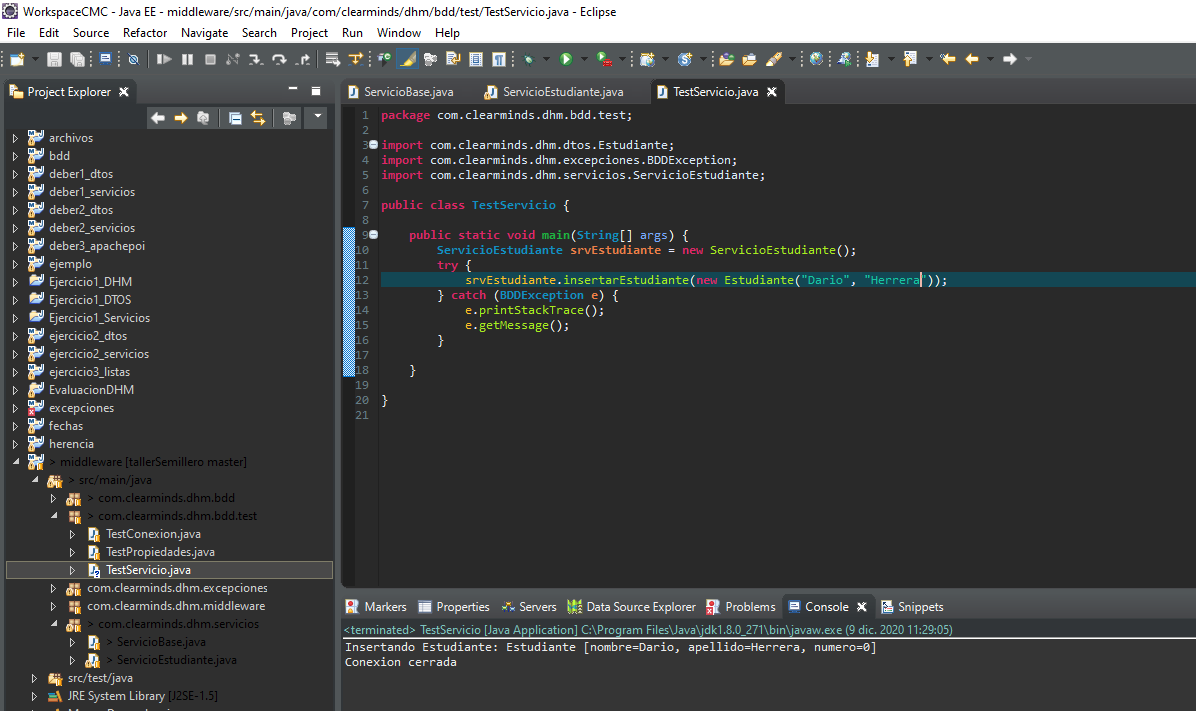 WorkspaceCMC - Java EE - middleware/src/main/java/com/clearminds/dhm/bdd/test/TestServicio.java - Eclipse
File Edit Source Refactor Navigate Search Project Run Window Help
Project Explorer
archivos
bdd
deber1_dtos
deber1_servicios
deber2_dtos
deber2_servicios
deber3_apachepoi
ejemplo
Ejercicio1_DHM
Ejercicio1_DTOS
Ejercicio1_Servicios
ejercicio2_dtos
ejercicio2_servicios
ejercicio3_listas
EvaluacionDHM
excepciones
fechas
herencia
> middleware [tallerSemillero master]
> src/main/java
> com.clearminds.dhm.bdd
> com.clearminds.dhm.bdd.test
TestConexion.java
TestPropiedades.java
TestServicio.java
com.clearminds.dhm.excepciones
com.clearminds.dhm.middleware
> com.clearminds.dhm.servicios
> ServicioBase.java
> ServicioEstudiante.java
src/test/java
JRE System Library [J2SE-1.5]
ServicioBase.java ServicioEstudiante.java TestServicio.java
1 package com.clearminds.dhm.bdd.test;
2
3 import com.clearminds.dhm.dtos.Estudiante;
4 import com.clearminds.dhm.excepciones.BDDException;
5 import com.clearminds.dhm.servicios.ServicioEstudiante;
6
7 public class TestServicio {
8
9 public static void main(String[] args) {
10 ServicioEstudiante srvEstudiante = new ServicioEstudiante();
11 try {
12 srvEstudiante.insertarEstudiante(new Estudiante("Dario", "Herrera"));
13 } catch (BDDException e) {
14 e.printStackTrace();
15 e.getMessage();
16 }
17
18 }
19
20 }
21
Markers Properties Servers Data Source Explorer Problems Console Snippets
<terminated> TestServicio [Java Application] C:\Program Files\Java\jdk1.8.0_271\bin\javaw.exe (9 dic. 2020 11:29:05)
Insertando Estudiante: Estudiante [nombre=Dario, apellido=Herrera, numero=0]
Conexion cerrada